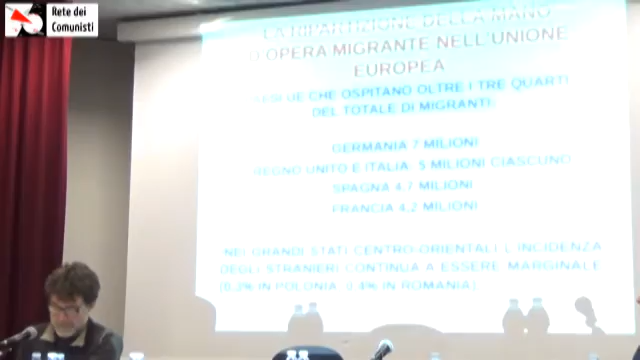 Rete dei
Comunisti
LA RIPARTIZIONE DELLA MANO
D'OPERA MIGRANTE NELL'UNIONE
EUROPEA
UE CHE OSPITANO OLTRE I TRE QUARTI
DEL TOTALE DI MIGRANTI:
GERMANIA 7 MILIONI
REGNO UNITO E ITALIA 5 MILIONI CIASCUNO
SPAGNA 4,7 MILIONI
FRANCIA 4,2 MILIONI
NEI GRANDI STATI CENTRO-ORIENTALI L'INCIDENZA
DEGLI STRANIERI CONTINUA A ESSERE MARGINALE
IN POLONIA IN ROMANIA)